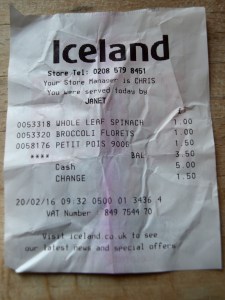 Iceland
Store Tel: 0208 579 8451
Your Store Manager is CHRIS
You were served today by
JANET
£
0053318 WHOLE LEAF SPINACH 1.00
0053320 BROCCOLI FLORETS 1.00
0058176 PETIT POIS 900G 1.50
**** BAL 3.50
Cash 5.00
CHANGE 1.50
20/02/16 09:32 0500 01 3436 4
VAT Number 849 7544 70
Visit iceland.co.uk to see
our latest news and special offers